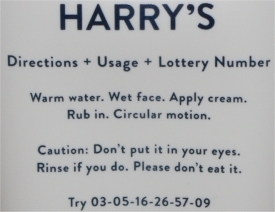 HARRY'S
Directions + Usage + Lottery Number
Warm water. Wet face. Apply cream.
Rub in. Circular motion.
Caution: Don't put it in your eyes.
Rinse if you do. Please don't eat it.
Try 03-05-16-26-57-09